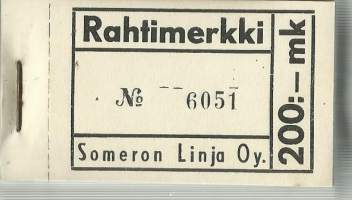 Rahtimerkki
№ 6051
Someron Linja Oy.
200:— mk